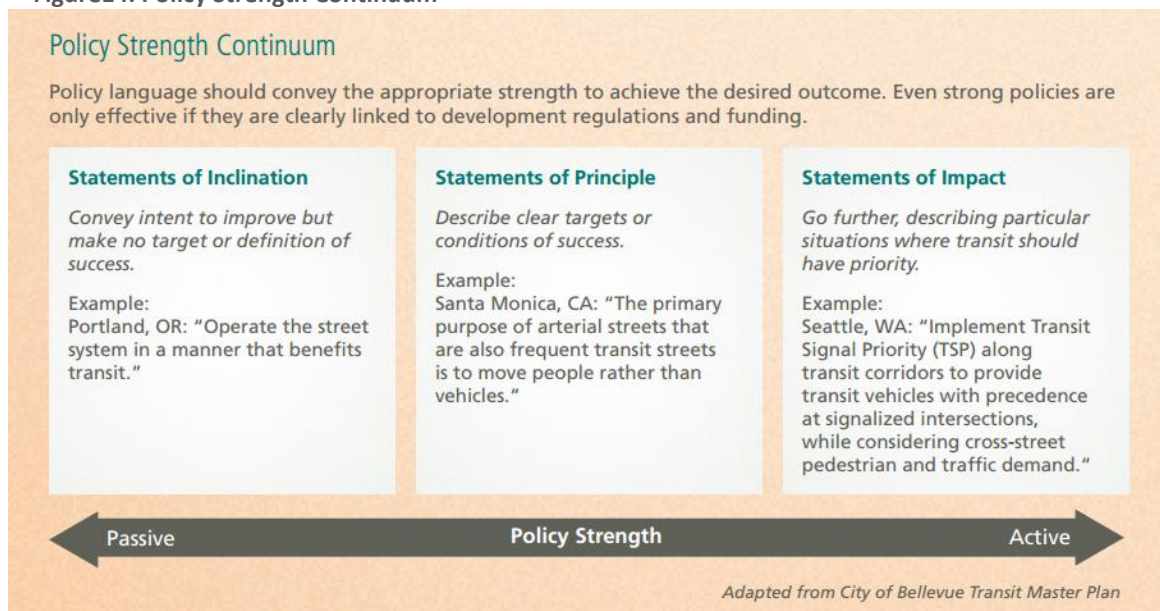 Policy Strength Continuum
Policy language should convey the appropriate strength to achieve the desired outcome. Even strong policies are
only effective if they are clearly linked to development regulations and funding.
Statements of Inclination
Convey intent to improve but
make no target or definition of
success.
Example:
Portland, OR: “Operate the street
system in a manner that benefits
transit.”
Statements of Principle
Describe clear targets or
conditions of success.
Example:
Santa Monica, CA: “The primary
purpose of arterial streets that
are also frequent transit streets
is to move people rather than
vehicles.”
Statements of Impact
Go further, describing particular
situations where transit should
have priority.
Example:
Seattle, WA: “Implement Transit
Signal Priority (TSP) along
transit corridors to provide
transit vehicles with precedence
at signalized intersections,
while considering cross-street
pedestrian and traffic demand.”
Passive
Policy Strength
Active
Adapted from City of Bellevue Transit Master Plan